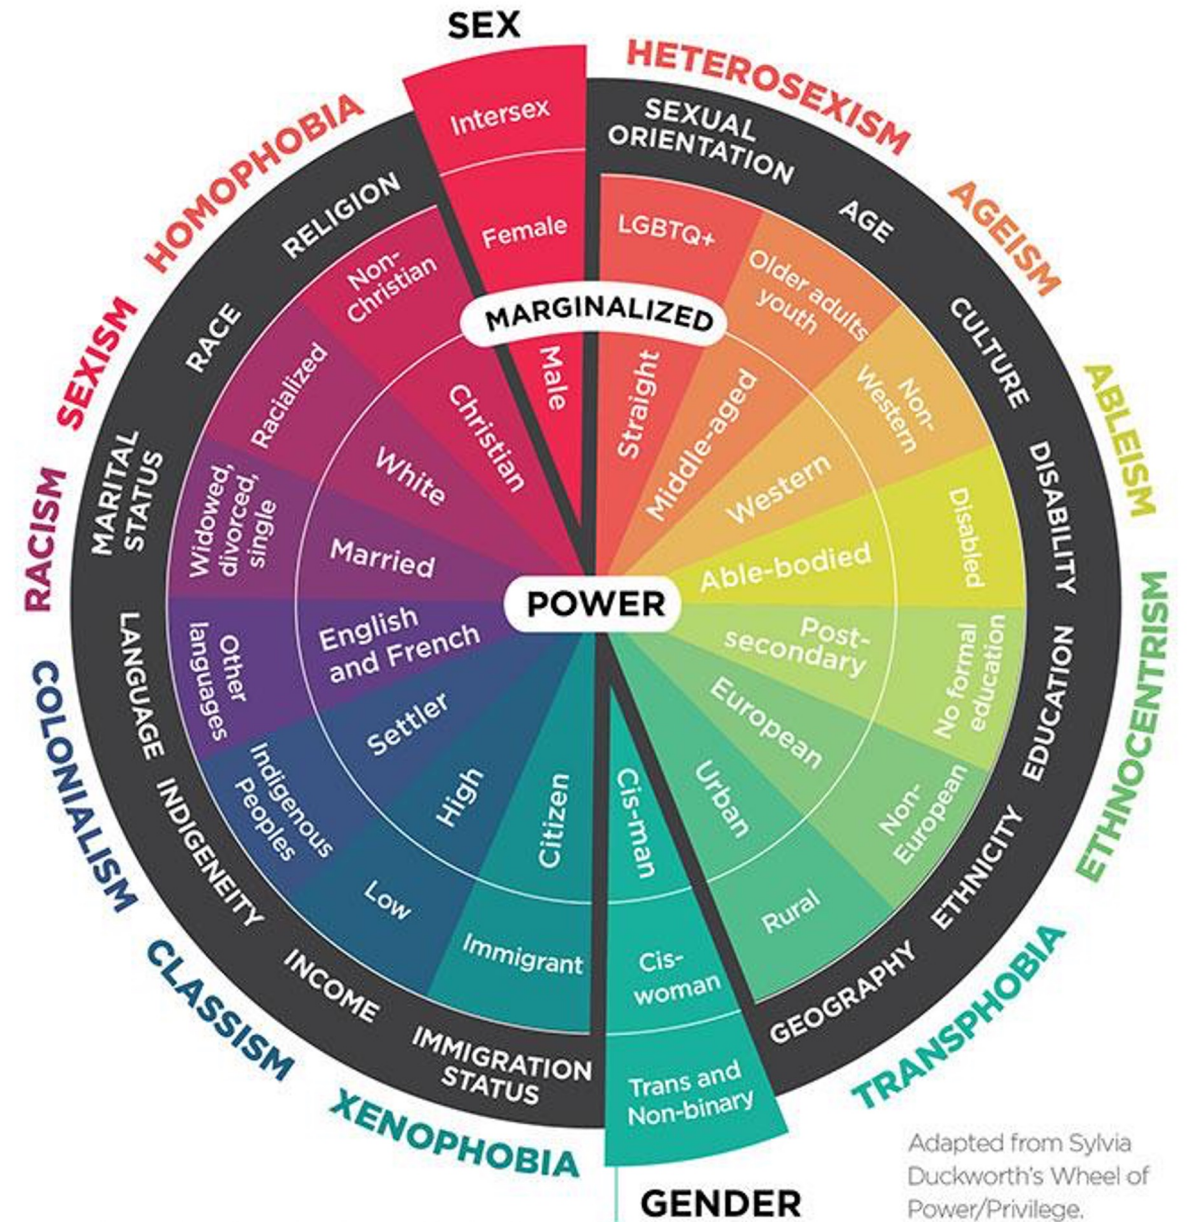 SEX
HETEROSEXISM
AGEISM
ABLEISM
ETHNOCENTRISM
TRANSPHOBIA
GENDER
XENOPHOBIA
CLASSISM
COLONIALISM
RACISM
SEXISM
HOMOPHOBIA
SEXUAL
ORIENTATION
AGE
CULTURE
DISABILITY
EDUCATION
ETHNICITY
GEOGRAPHY
IMMIGRATION
STATUS
INCOME
INDIGENEITY
LANGUAGE
MARITAL
STATUS
RACE
RELIGION
Intersex
Female
Male
LGBTQ+
Straight
Older adults
youth
Middle-aged
Non-
Western
Western
Disabled
Able-bodied
No formal
education
Post-
secondary
Non-
European
European
Rural
Urban
Cis-man
Cis-
woman
Trans and
Non-binary
Immigrant
Citizen
Low
High
Indigenous
Peoples
Settler
Other
languages
English
and French
Widowed,
divorced,
single
Married
Racialized
White
Non-
Christian
Christian
MARGINALIZED
POWER
Adapted from Sylvia
Duckworth's Wheel of
Power/Privilege.